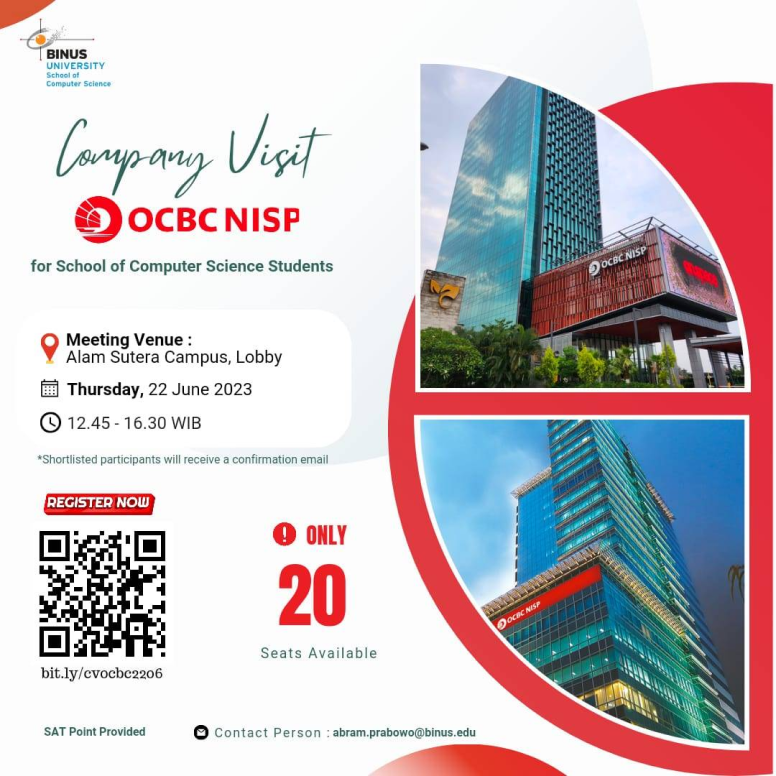 BINUS
UNIVERSITY
School of
Computer Science
Company Visit
OCBC NISP
for School of Computer Science Students
Meeting Venue :
Alam Sutera Campus, Lobby
Thursday, 22 June 2023
12.45 - 16.30 WIB
*Shortlisted participants will receive a confirmation email
REGISTER NOW
bit.ly/cvocbc2206
ONLY
20
Seats Available
SAT Point Provided
Contact Person : abram.prabowo@binus.edu
OCBC NISP
OCBC NISP